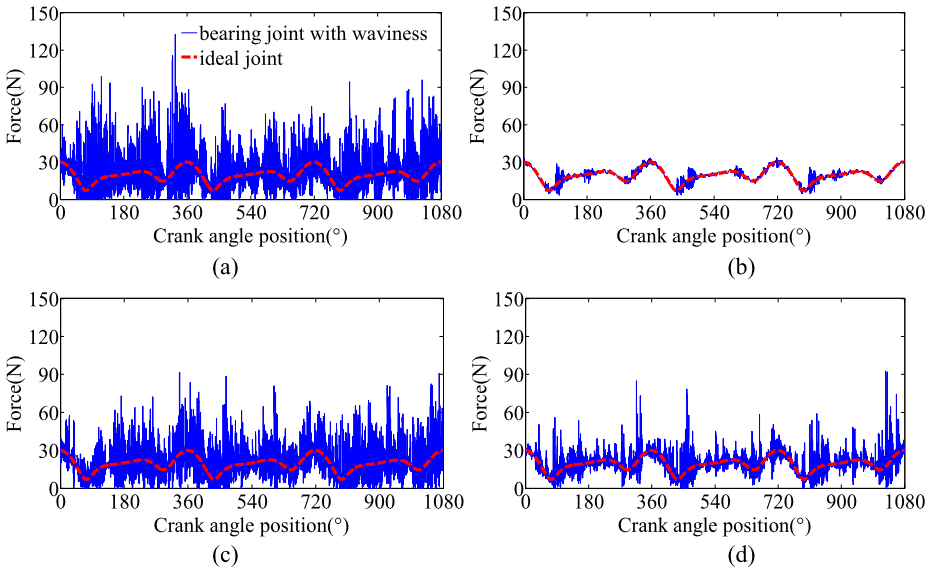 150
120
90
60
30
0
Force(N)
bearing joint with waviness
ideal joint
0 180 360 540 720 900 1080
Crank angle position(°)
(a)
150
120
90
60
30
0
Force(N)
0 180 360 540 720 900 1080
Crank angle position(°)
(b)
150
120
90
60
30
0
Force(N)
0 180 360 540 720 900 1080
Crank angle position(°)
(c)
150
120
90
60
30
0
Force(N)
0 180 360 540 720 900 1080
Crank angle position(°)
(d)